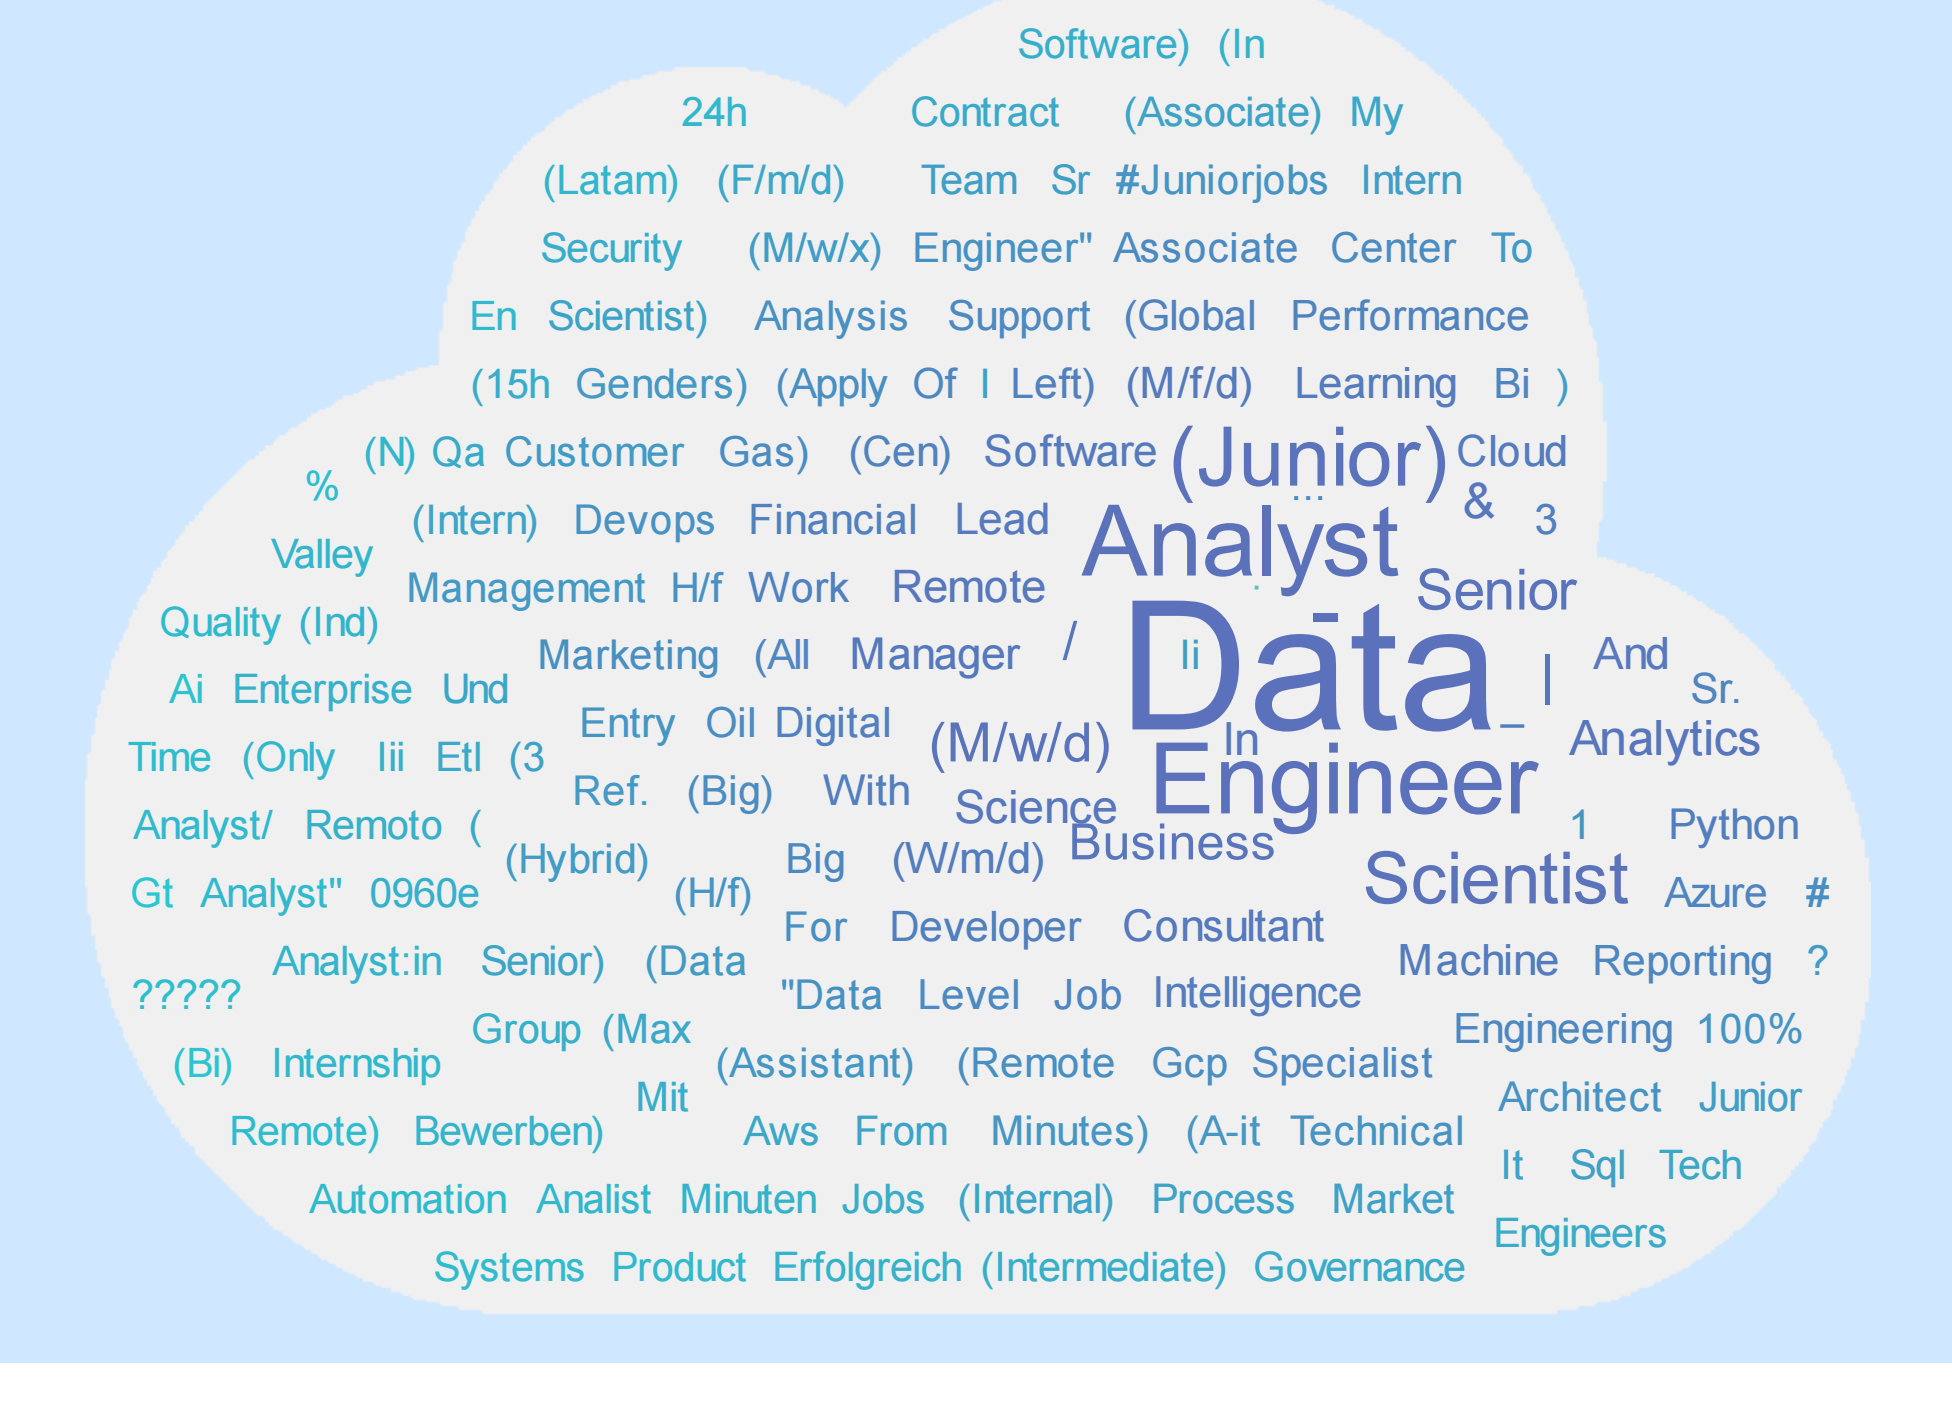 Software) (In
24h Contract (Associate) My
(Latam) (F/m/d) Team Sr #Juniorjobs Intern
Security (M/w/x) Engineer" Associate Center To
En Scientist) Analysis Support (Global Performance
(15h Genders) (Apply Of I Left) (M/f/d) Learning Bi )
(N) Qa Customer Gas) (Cen) Software (Junior) Cloud
% ... & 3
(Intern) Devops Financial Lead Analyst
Valley
Management H/f Work Remote . Senior
Quality (Ind)
Marketing (All Manager / Ii Data - | And
Ai Enterprise Und Sr.
Entry Oil Digital (M/w/d) In _ Analytics
Time (Only Iii Etl (3
Ref. (Big) With Science Engineer
Analyst/ Remoto ( 1 Python
(Hybrid) Big (W/m/d) Business
Gt Analyst" 0960e (H/f) Scientist Azure #
For Developer Consultant
Analyst:in Senior) (Data Machine Reporting ?
????? "Data Level Job Intelligence
Group (Max Engineering 100%
(Bi) Internship (Assistant) (Remote Gcp Specialist
Mit Architect Junior
Remote) Bewerben) Aws From Minutes) (A-it Technical
It Sql Tech
Automation Analist Minuten Jobs (Internal) Process Market
Engineers
Systems Product Erfolgreich (Intermediate) Governance